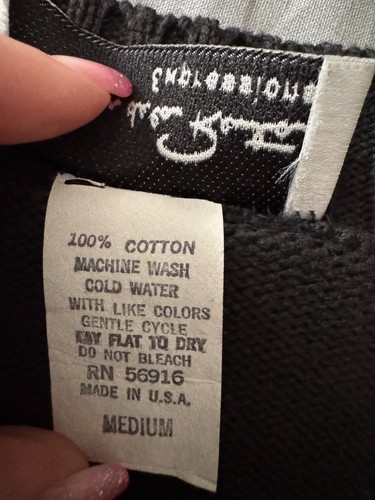 100% COTTON
MACHINE WASH
COLD WATER
WITH LIKE COLORS
GENTLE CYCLE
LAY FLAT TO DRY
DO NOT BLEACH
RN 56916
MADE IN U.S.A.
MEDIUM